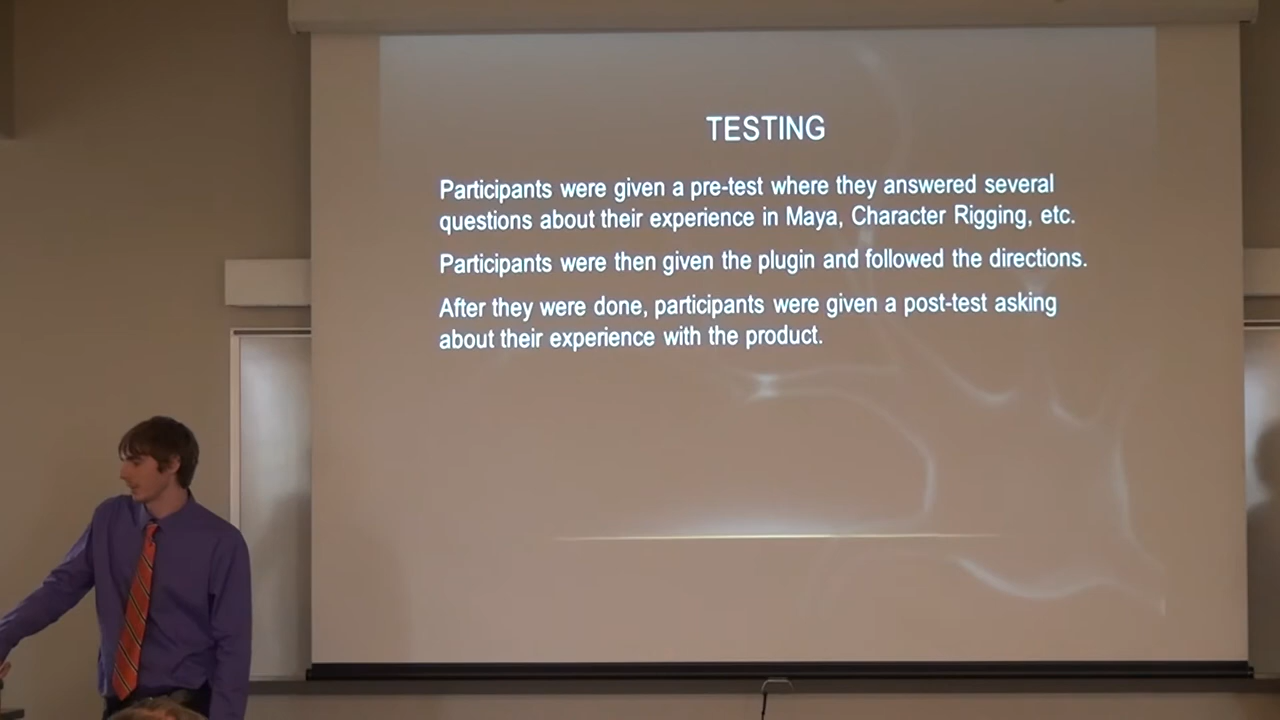 TESTING
Participants were given a pre-test where they answered several
questions about their experience in Maya, Character Rigging, etc.
Participants were then given the plugin and followed the directions.
After they were done, participants were given a post-test asking
about their experience with the product.